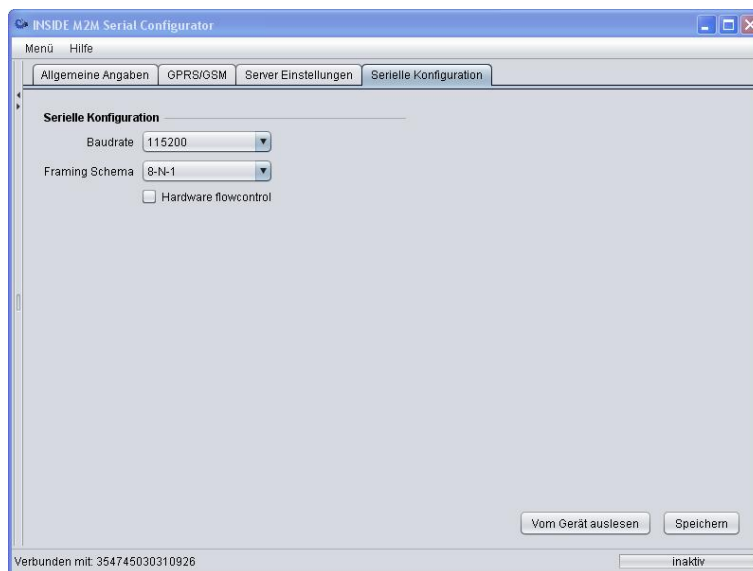 INSIDE M2M Serial Configurator
Menü Hilfe
Allgemeine Angaben GPRS/GSM Server Einstellungen Serielle Konfiguration
Serielle Konfiguration
Baudrate 115200
Framing Schema 8-N-1
Hardware flowcontrol
Vom Gerät auslesen Speichern
Verbunden mit: 354745030310926 inaktiv